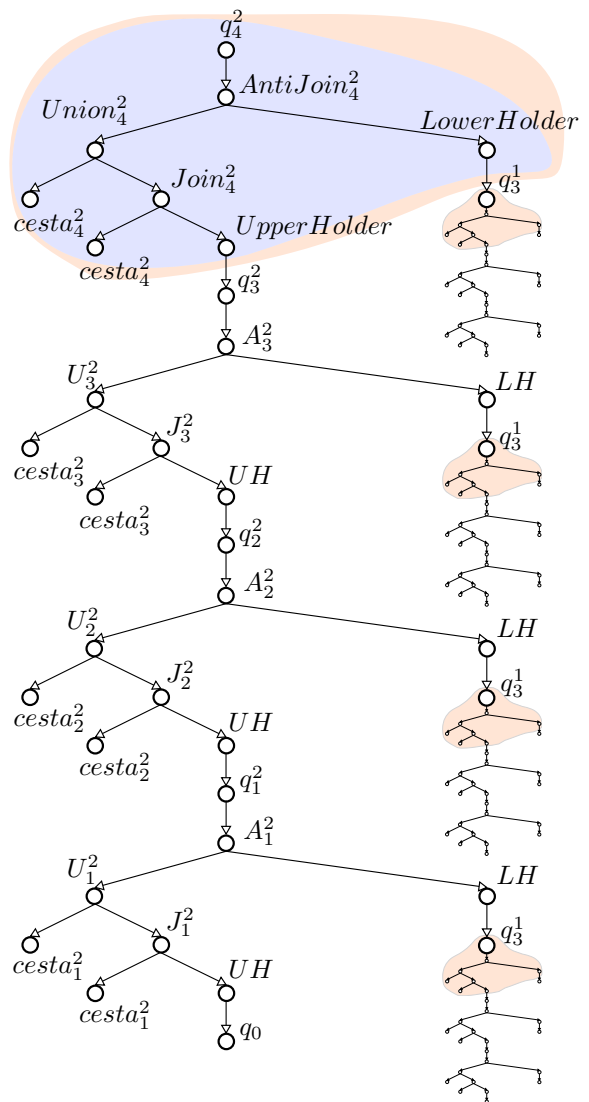 q_4^2
AntiJoin_4^2
Union_4^2
LowerHolder
Join_4^2
q_3^1
cesta_4^2
UpperHolder
cesta_4^2
q_3^2
A_3^2
U_3^2
LH
J_3^2
q_3^1
cesta_3^2
UH
cesta_3^2
q_2^2
A_2^2
U_2^2
LH
J_2^2
q_3^1
cesta_2^2
UH
cesta_2^2
q_1^2
A_1^2
U_1^2
LH
J_1^2
q_3^1
cesta_1^2
UH
cesta_1^2
q_0